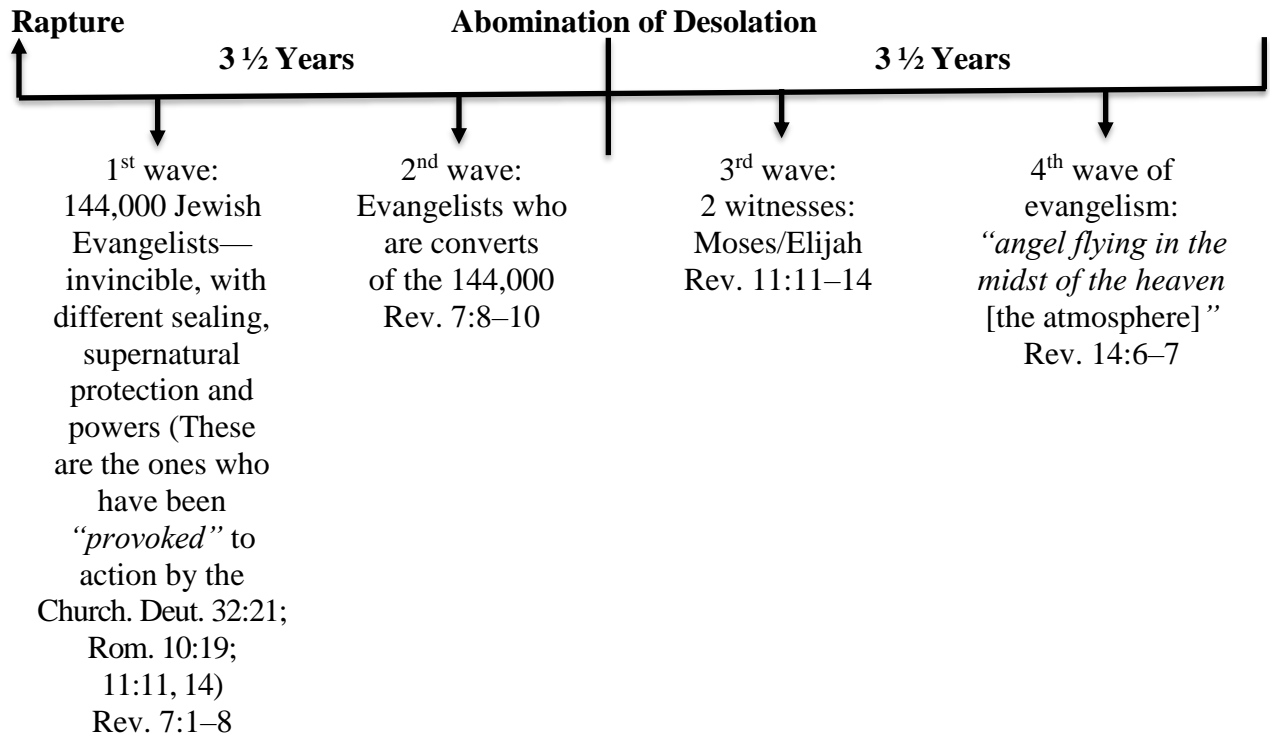 Rapture
Abomination of Desolation
3 ½ Years
3 ½ Years
1st wave:
144,000 Jewish
Evangelists—
invincible, with
different sealing,
supernatural
protection and
powers (These
are the ones who
have been
“provoked” to
action by the
Church. Deut. 32:21;
Rom. 10:19;
11:11, 14)
Rev. 7:1–8
2nd wave:
Evangelists who
are converts
of the 144,000
Rev. 7:8–10
3rd wave:
2 witnesses:
Moses/Elijah
Rev. 11:11–14
4th wave of
evangelism:
“angel flying in the
midst of the heaven
[the atmosphere]”
Rev. 14:6–7